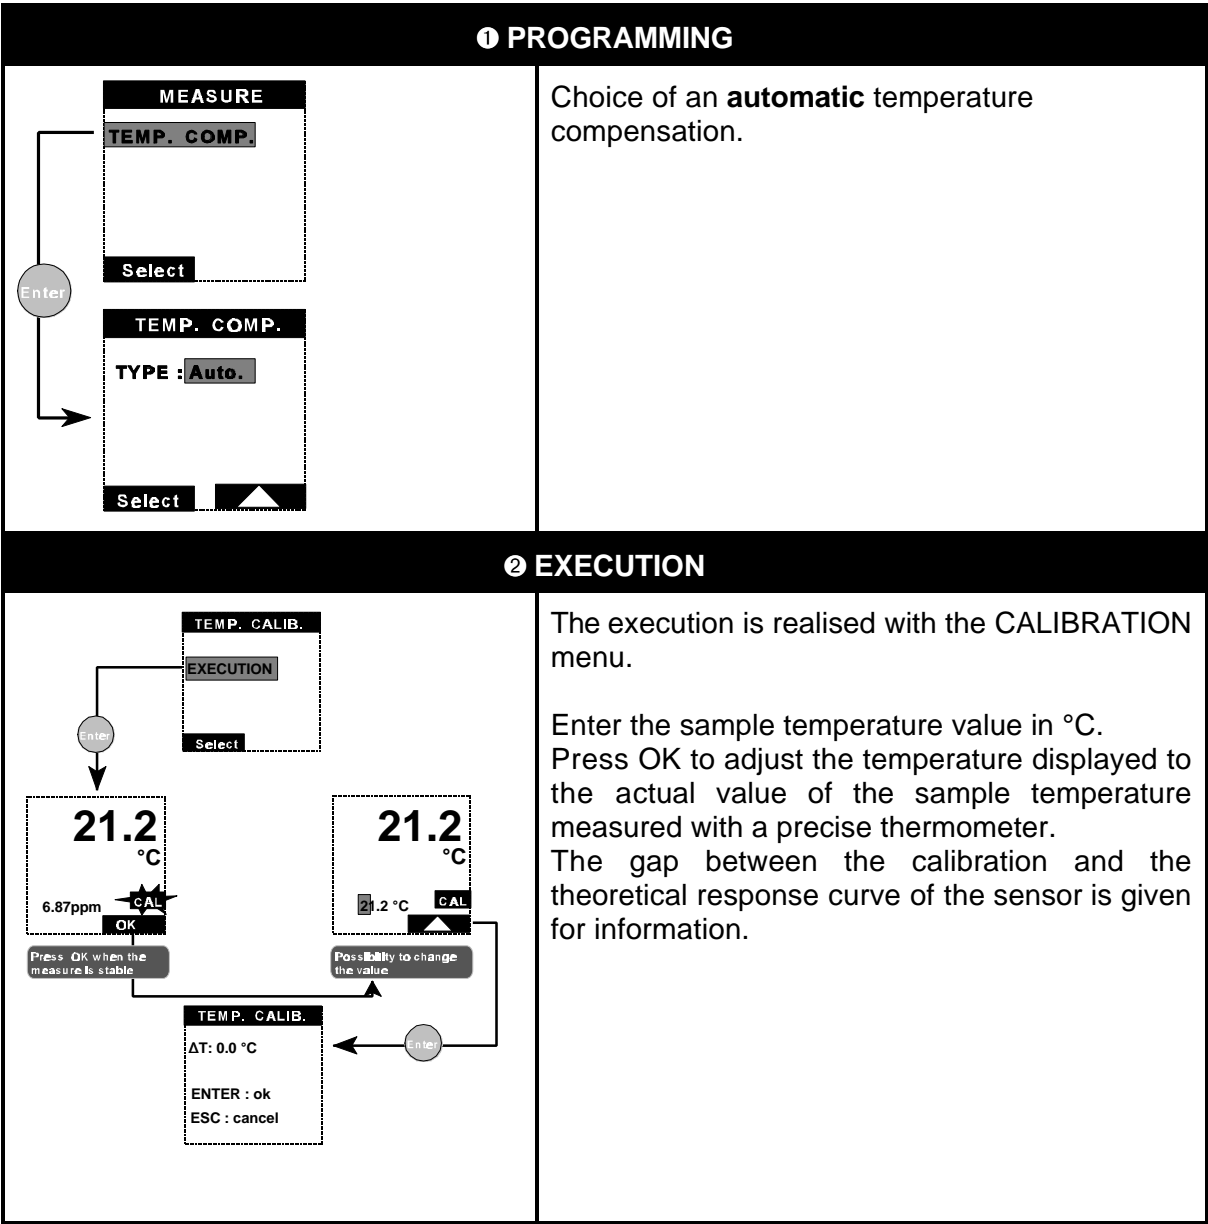 ❶ PROGRAMMING
MEASURE
TEMP. COMP.
Select
Enter
TEMP. COMP.
TYPE : Auto.
Select
Choice of an automatic temperature
compensation.
❷ EXECUTION
TEMP. CALIB.
EXECUTION
Select
Enter
21.2
°C
6.87ppm
CAL
OK
Press OK when the
measure is stable
21.2
°C
21.2 °C
CAL
Possibility to change
the value
Enter
TEMP. CALIB.
ΔT: 0.0 °C
ENTER : ok
ESC : cancel
The execution is realised with the CALIBRATION
menu.
Enter the sample temperature value in °C.
Press OK to adjust the temperature displayed to
the actual value of the sample temperature
measured with a precise thermometer.
The gap between the calibration and the
theoretical response curve of the sensor is given
for information.